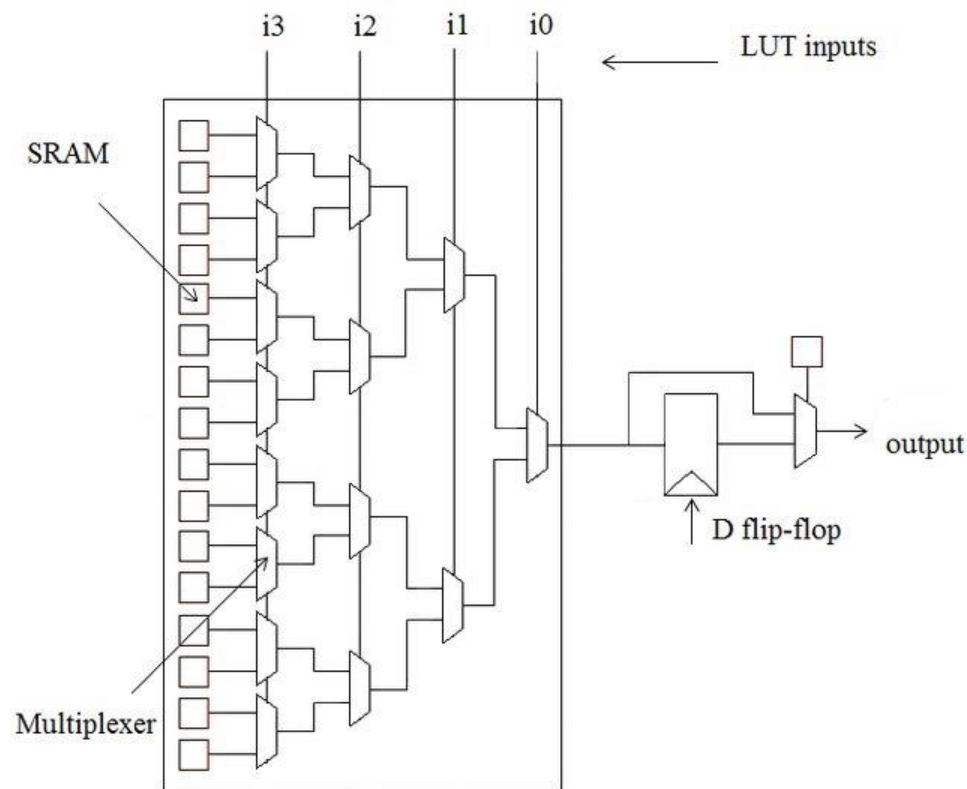 i3
i2
i1
i0
LUT inputs
SRAM
output
D flip-flop
Multiplexer